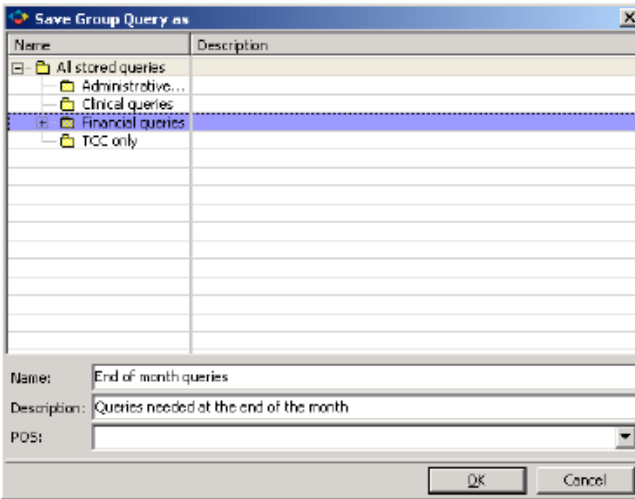 Save Group Query as
Name Description
All stored queries
Administrative...
Clinical queries
Financial queries
TCC only
Name: End of month queries
Description: Queries needed at the end of the month
POS:
OK Cancel